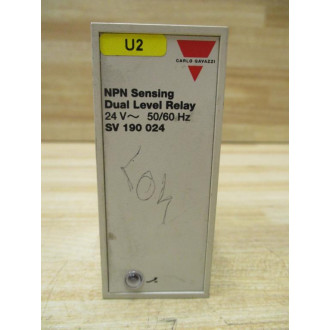 U2
CARLO GAVAZZI
NPN Sensing
Dual Level Relay
24 V~ 50/60 Hz
SV 190 024